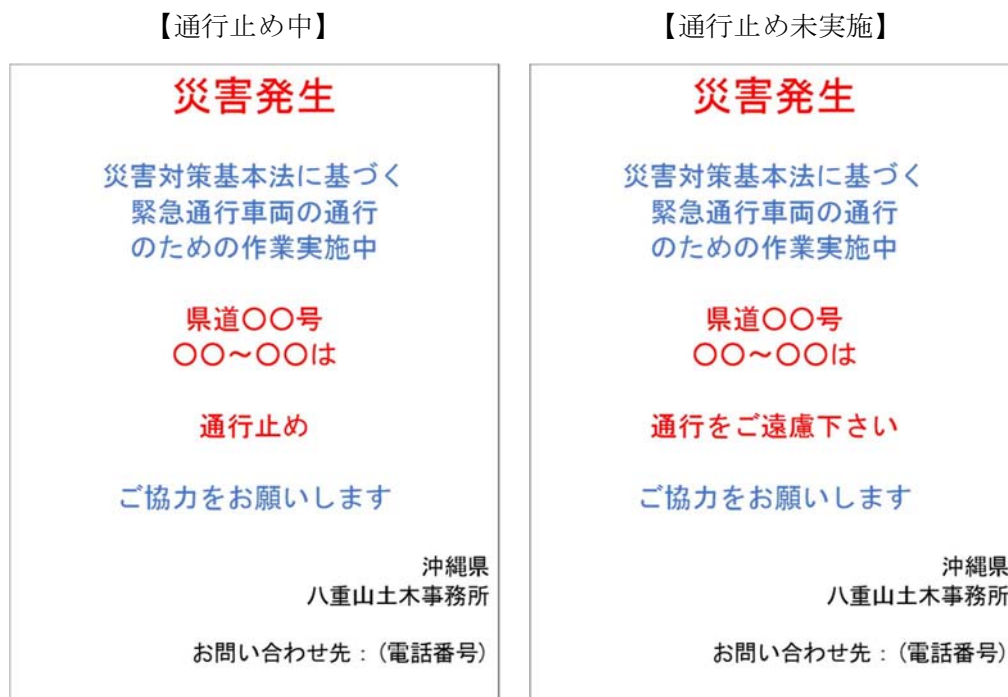 【通行止め中】
災害発生
災害対策基本法に基づく
緊急通行車両の通行
のための作業実施中
県道〇〇号
〇〇～〇〇は
通行止め
ご協力をお願いします
沖縄県
八重山土木事務所
お問い合わせ先：(電話番号)
【通行止め未実施】
災害発生
災害対策基本法に基づく
緊急通行車両の通行
のための作業実施中
県道〇〇号
〇〇～〇〇は
通行をご遠慮下さい
ご協力をお願いします
沖縄県
八重山土木事務所
お問い合わせ先：(電話番号)